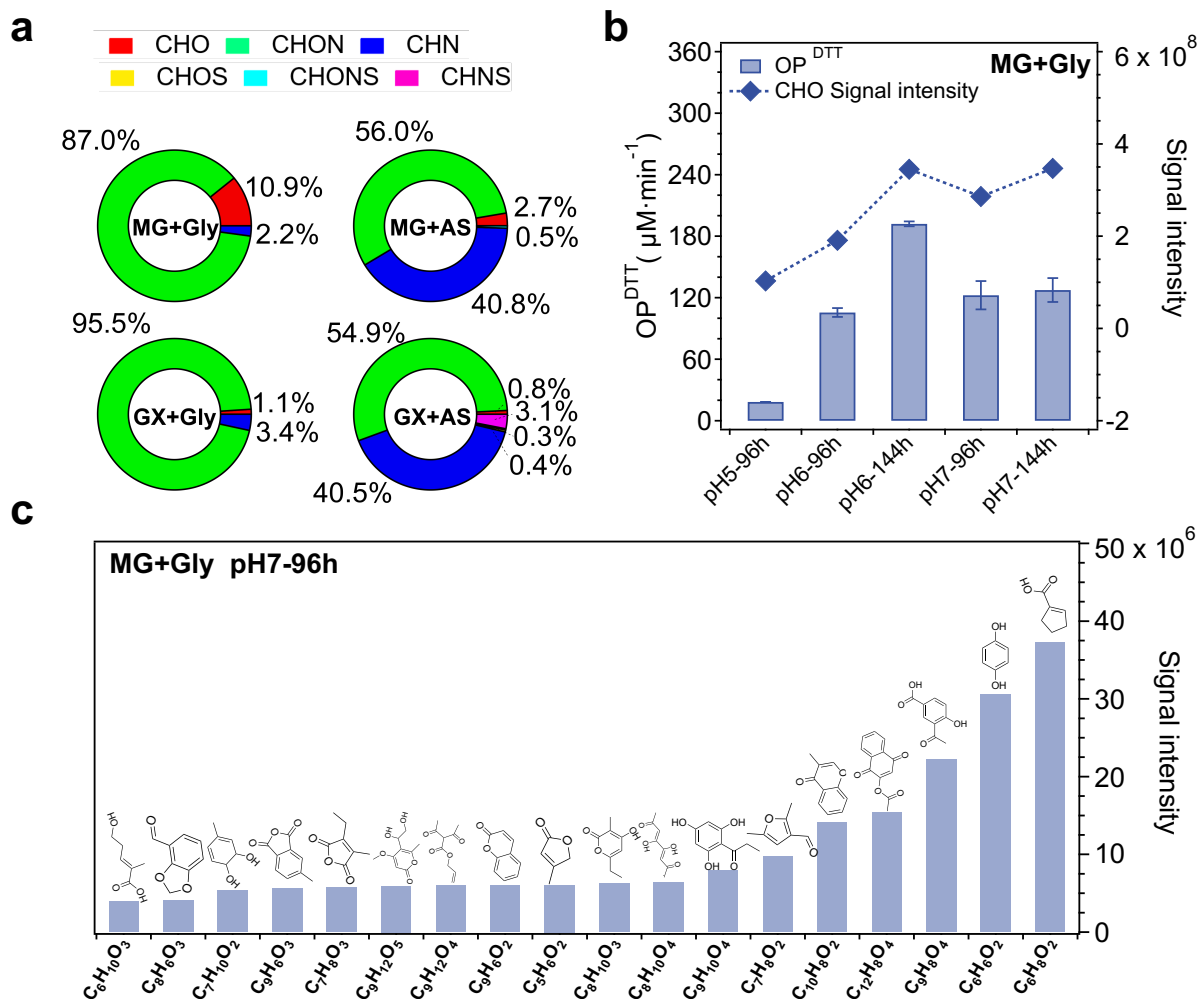 a
CHO CHON CHN
CHOS CHONS CHNS
87.0%
10.9%
2.2%
MG+Gly
56.0%
2.7%
0.5%
40.8%
MG+AS
95.5%
1.1%
3.4%
GX+Gly
54.9%
0.8%
3.1%
0.3%
0.4%
40.5%
GX+AS
b
MG+Gly
OP^DTT
CHO Signal intensity
OP^DTT ( µM·min⁻¹)
360
300
240
180
120
60
0
6 x 10⁸
4
2
0
-2
Signal intensity
pH5-96h
pH6-96h
pH6-144h
pH7-96h
pH7-144h
c
MG+Gly pH7-96h
50 x 10⁶
40
30
20
10
0
Signal intensity
C₆H₁₀O₃
C₈H₆O₃
C₇H₁₀O₂
C₉H₆O₃
C₇H₈O₃
C₉H₁₂O₅
C₉H₁₂O₄
C₉H₆O₂
C₅H₆O₂
C₈H₁₀O₃
C₈H₁₀O₄
C₉H₁₀O₄
C₇H₈O₂
C₁₀H₈O₂
C₁₂H₈O₄
C₉H₈O₄
C₆H₆O₂
C₆H₈O₂